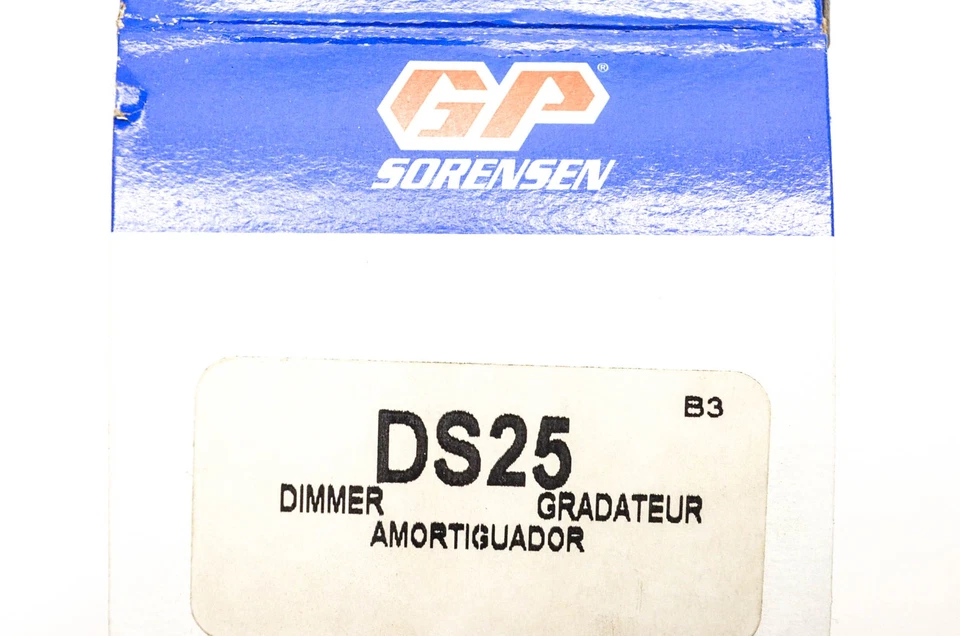 GP®
SORENSEN
B3
DS25
DIMMER GRADATEUR
AMORTIGUADOR